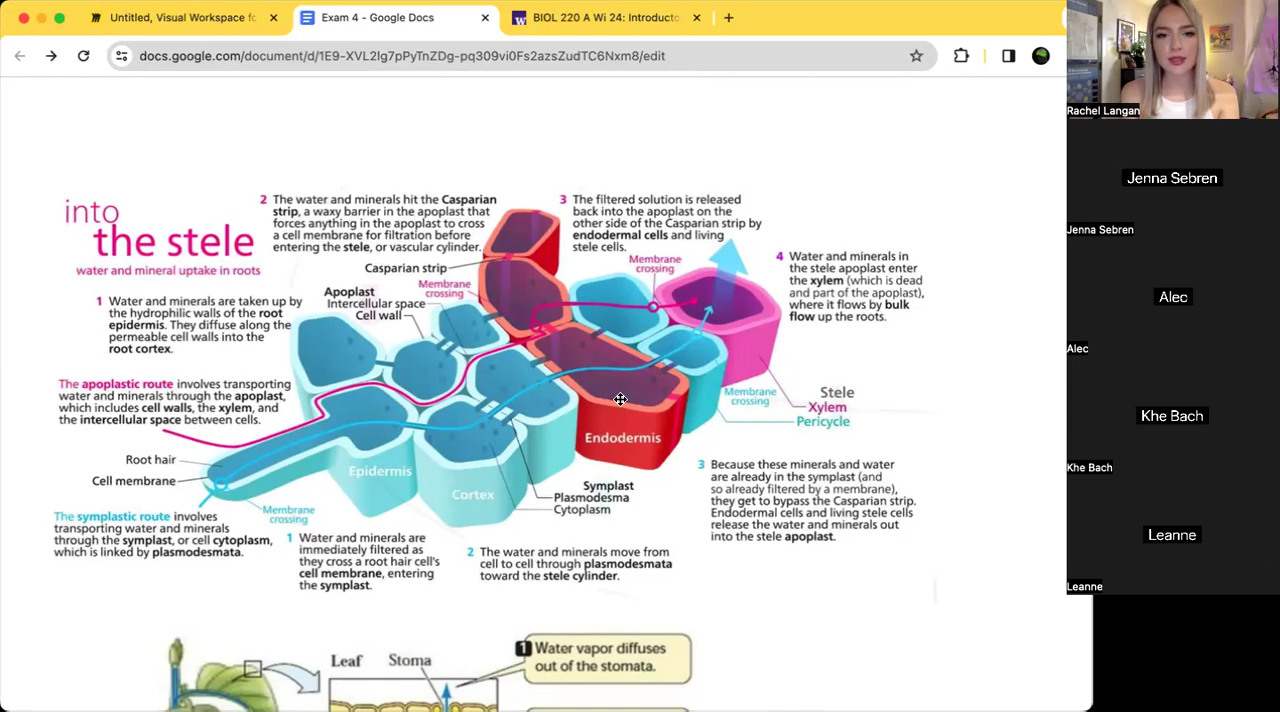 Untitled, Visual Workspace fo
Exam 4 - Google Docs
BIOL 220 A Wi 24: Introducto
docs.google.com/document/d/1E9-XVL2Ig7pPyTnZDg-pq309vi0Fs2azsZudTC6Nxm8/edit
into
the stele
water and mineral uptake in roots
2 The water and minerals hit the Casparian
strip, a waxy barrier in the apoplast that
forces anything in the apoplast to cross
a cell membrane for filtration before
entering the stele, or vascular cylinder.
3 The filtered solution is released
back into the apoplast on the
other side of the Casparian strip by
endodermal cells and living
stele cells.
4 Water and minerals in
the stele apoplast enter
the xylem (which is dead
and part of the apoplast),
where it flows by bulk
flow up the roots.
Casparian strip
Membrane
crossing
Membrane
crossing
Apoplast
Intercellular space
Cell wall
1 Water and minerals are taken up by
the hydrophilic walls of the root
epidermis. They diffuse along the
permeable cell walls into the
root cortex.
The apoplastic route involves transporting
water and minerals through the apoplast,
which includes cell walls, the xylem, and
the intercellular space between cells.
Root hair
Cell membrane
Membrane
crossing
Stele
Xylem
Pericycle
Endodermis
Epidermis
Cortex
Symplast
Plasmodesma
Cytoplasm
Membrane
crossing
The symplastic route involves
transporting water and minerals
through the symplast, or cell cytoplasm,
which is linked by plasmodesmata.
1 Water and minerals are
immediately filtered as
they cross a root hair cell's
cell membrane, entering
the symplast.
2 The water and minerals move from
cell to cell through plasmodesmata
toward the stele cylinder.
3 Because these minerals and water
are already in the symplast (and
so already filtered by a membrane),
they get to bypass the Casparian strip.
Endodermal cells and living stele cells
release the water and minerals out
into the stele apoplast.
Leaf
Stoma
1 Water vapor diffuses
out of the stomata.
Rachel Langan
Jenna Sebren
Jenna Sebren
Alec
Alec
Khe Bach
Khe Bach
Leanne
Leanne